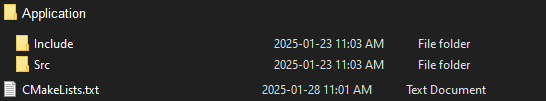 Application
Include 2025-01-23 11:03 AM File folder
Src 2025-01-23 11:03 AM File folder
CMakeLists.txt 2025-01-28 11:01 AM Text Document